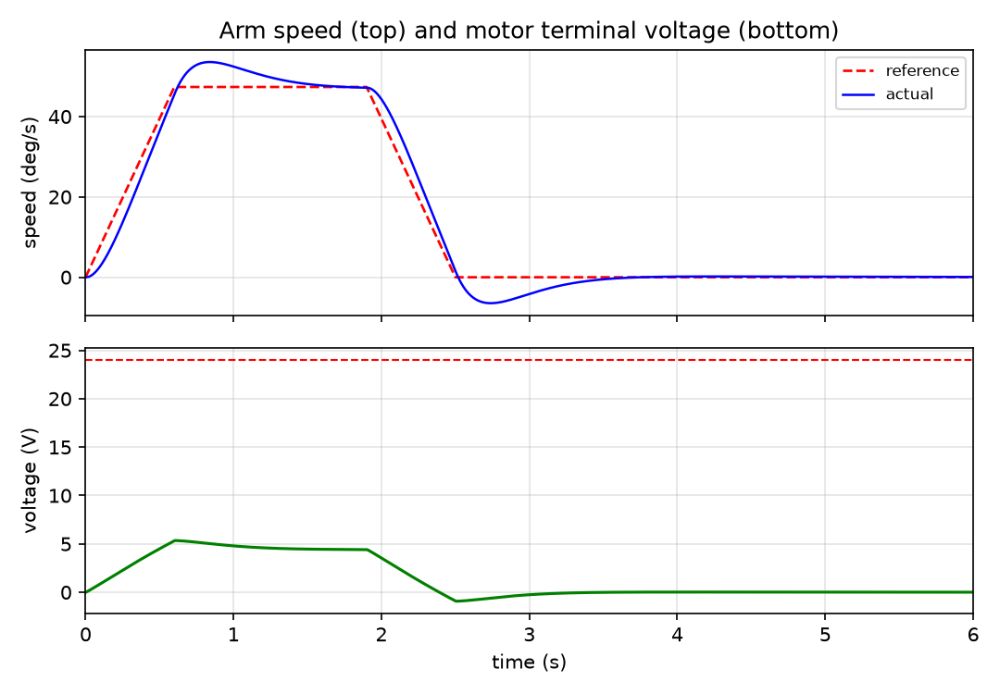 Arm speed (top) and motor terminal voltage (bottom)
reference
actual
speed (deg/s)
40
20
0
voltage (V)
25
20
15
10
5
0
0 1 2 3 4 5 6
time (s)